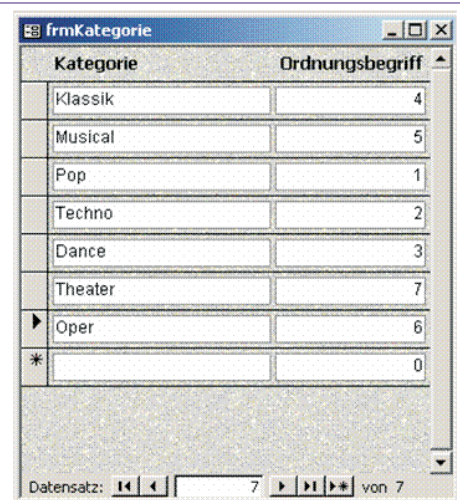 frmKategorie
Kategorie Ordnungsbegriff
Klassik 4
Musical 5
Pop 1
Techno 2
Dance 3
Theater 7
Oper 6
0
Datensatz: 7 von 7